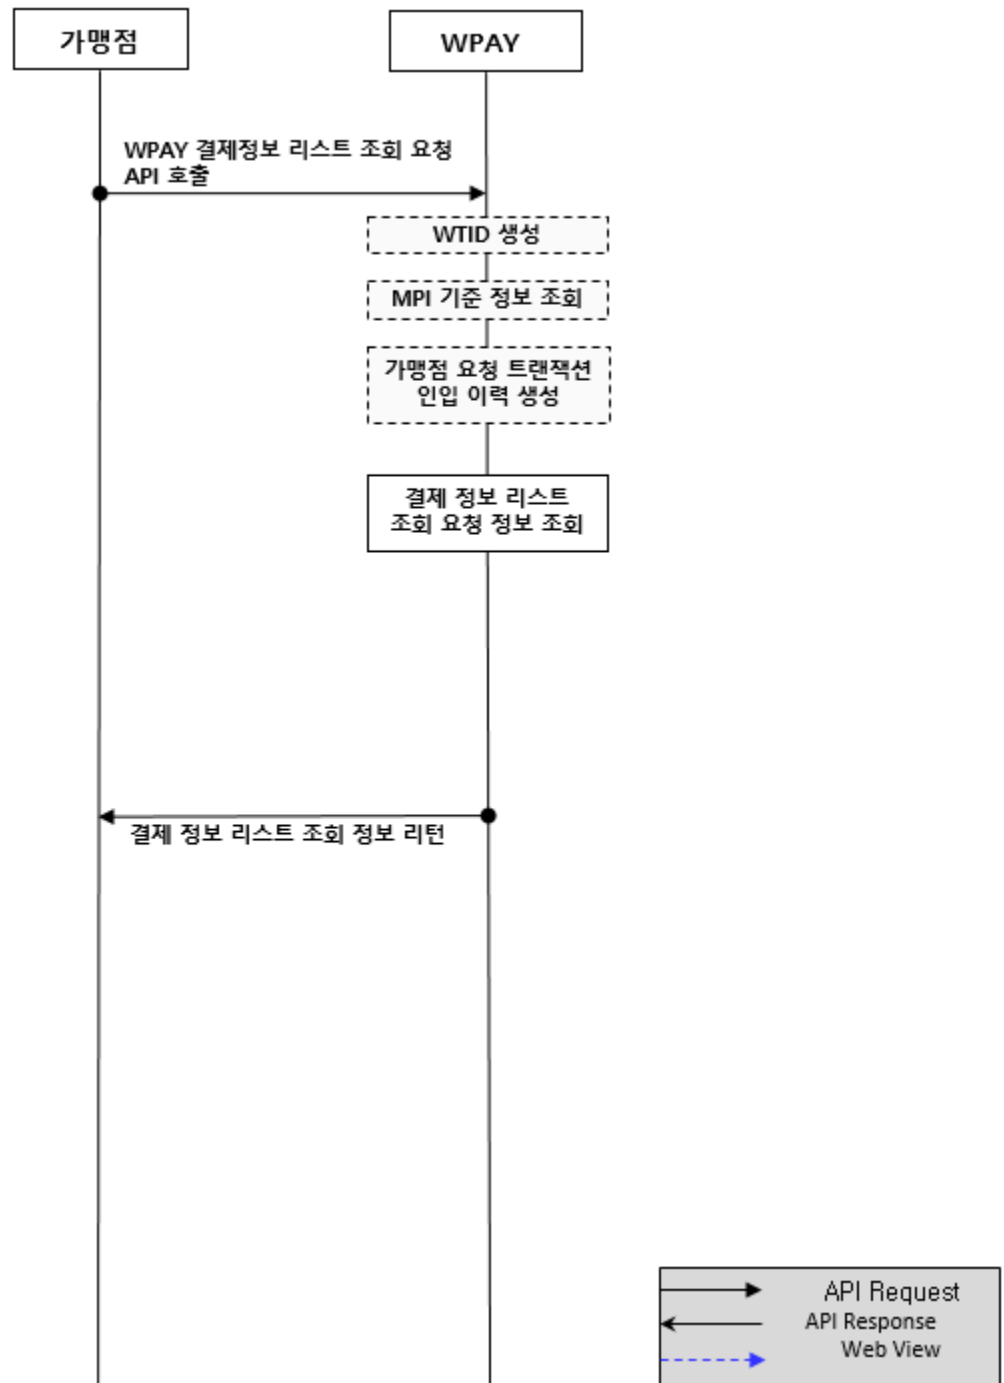 가맹점
WPAY
WPAY 결제정보 리스트 조회 요청
API 호출
WTID 생성
MPI 기준 정보 조회
가맹점 요청 트랜잭션
인입 이력 생성
결제 정보 리스트
조회 요청 정보 조회
결제 정보 리스트 조회 정보 리턴
API Request
API Response
Web View